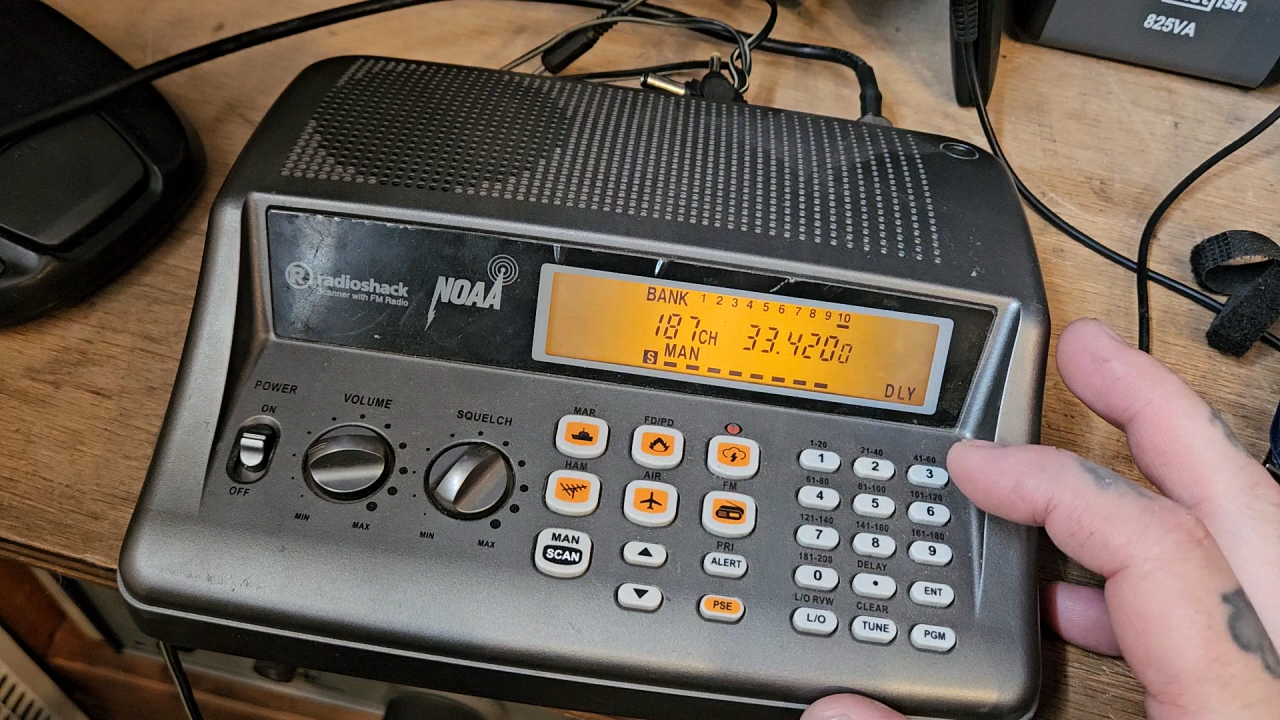 825VA
radioshack
Scanner with FM Radio
NOAA
BANK 1 2 3 4 5 6 7 8 9 10
187CH 33.4200
S MAN
DLY
POWER
ON
OFF
VOLUME
MIN
MAX
SQUELCH
MIN
MAX
MAR
FD/PD
HAM
AIR
FM
MAN
SCAN
PRI
ALERT
PSE
1-20
1
21-40
2
41-60
3
61-80
4
81-100
5
101-120
6
121-140
7
141-160
8
161-180
9
181-200
0
DELAY
•
ENT
L/O RVW
L/O
CLEAR
TUNE
PGM